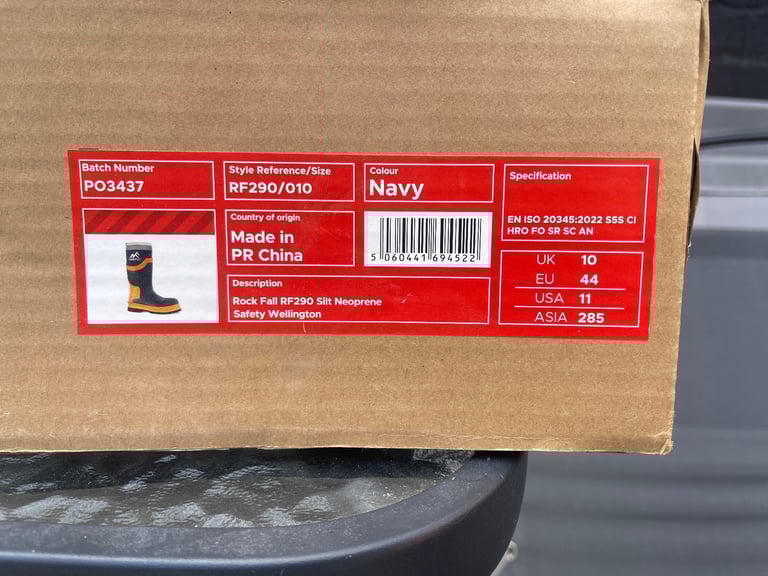 Batch Number
PO3437
Style Reference/Size
RF290/010
Colour
Navy
Specification
EN ISO 20345:2022 S5S CI
HRO FO SR SC AN
Country of origin
Made in
PR China
5 060441 694522
Description
Rock Fall RF290 Silt Neoprene
Safety Wellington
UK 10
EU 44
USA 11
ASIA 285